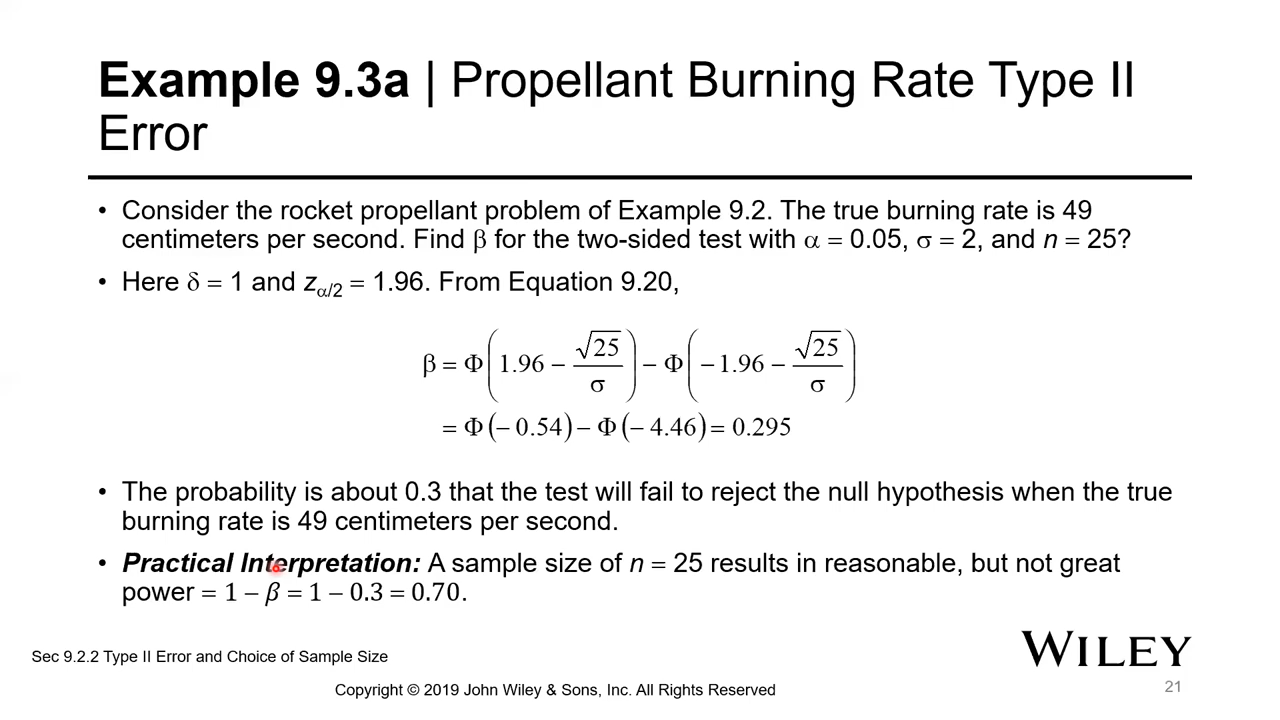 Example 9.3a | Propellant Burning Rate Type II
Error
• Consider the rocket propellant problem of Example 9.2. The true burning rate is 49
centimeters per second. Find β for the two-sided test with α = 0.05, σ = 2, and n = 25?
• Here δ = 1 and zα/2 = 1.96. From Equation 9.20,
β = Φ(1.96 − √25/σ) − Φ(−1.96 − √25/σ)
= Φ(−0.54) − Φ(−4.46) = 0.295
• The probability is about 0.3 that the test will fail to reject the null hypothesis when the true
burning rate is 49 centimeters per second.
• Practical Interpretation: A sample size of n = 25 results in reasonable, but not great
power = 1 − β = 1 − 0.3 = 0.70.
Sec 9.2.2 Type II Error and Choice of Sample Size
WILEY
Copyright © 2019 John Wiley & Sons, Inc. All Rights Reserved
21